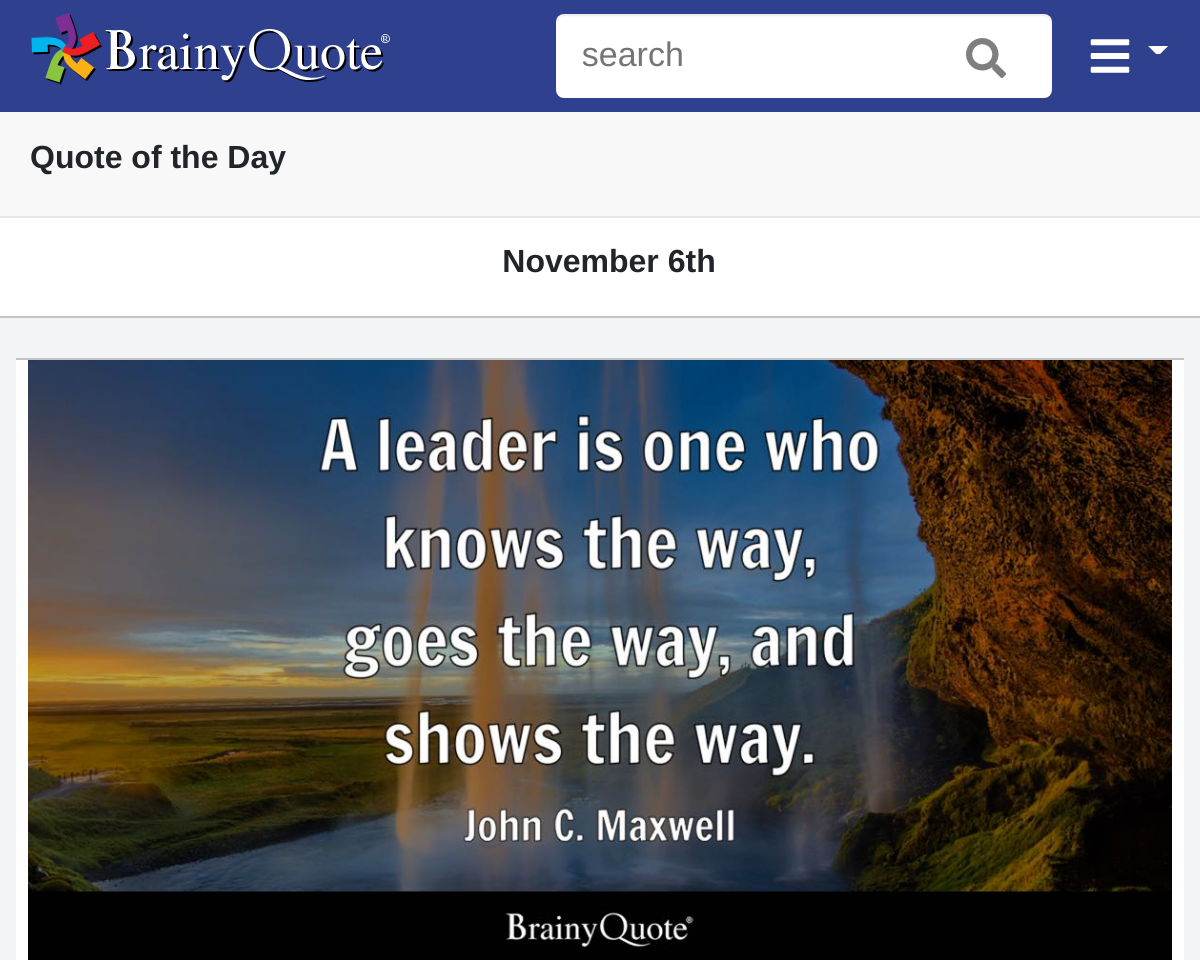 BrainyQuote®
search
Quote of the Day
November 6th
A leader is one who
knows the way,
goes the way, and
shows the way.
John C. Maxwell
BrainyQuote®